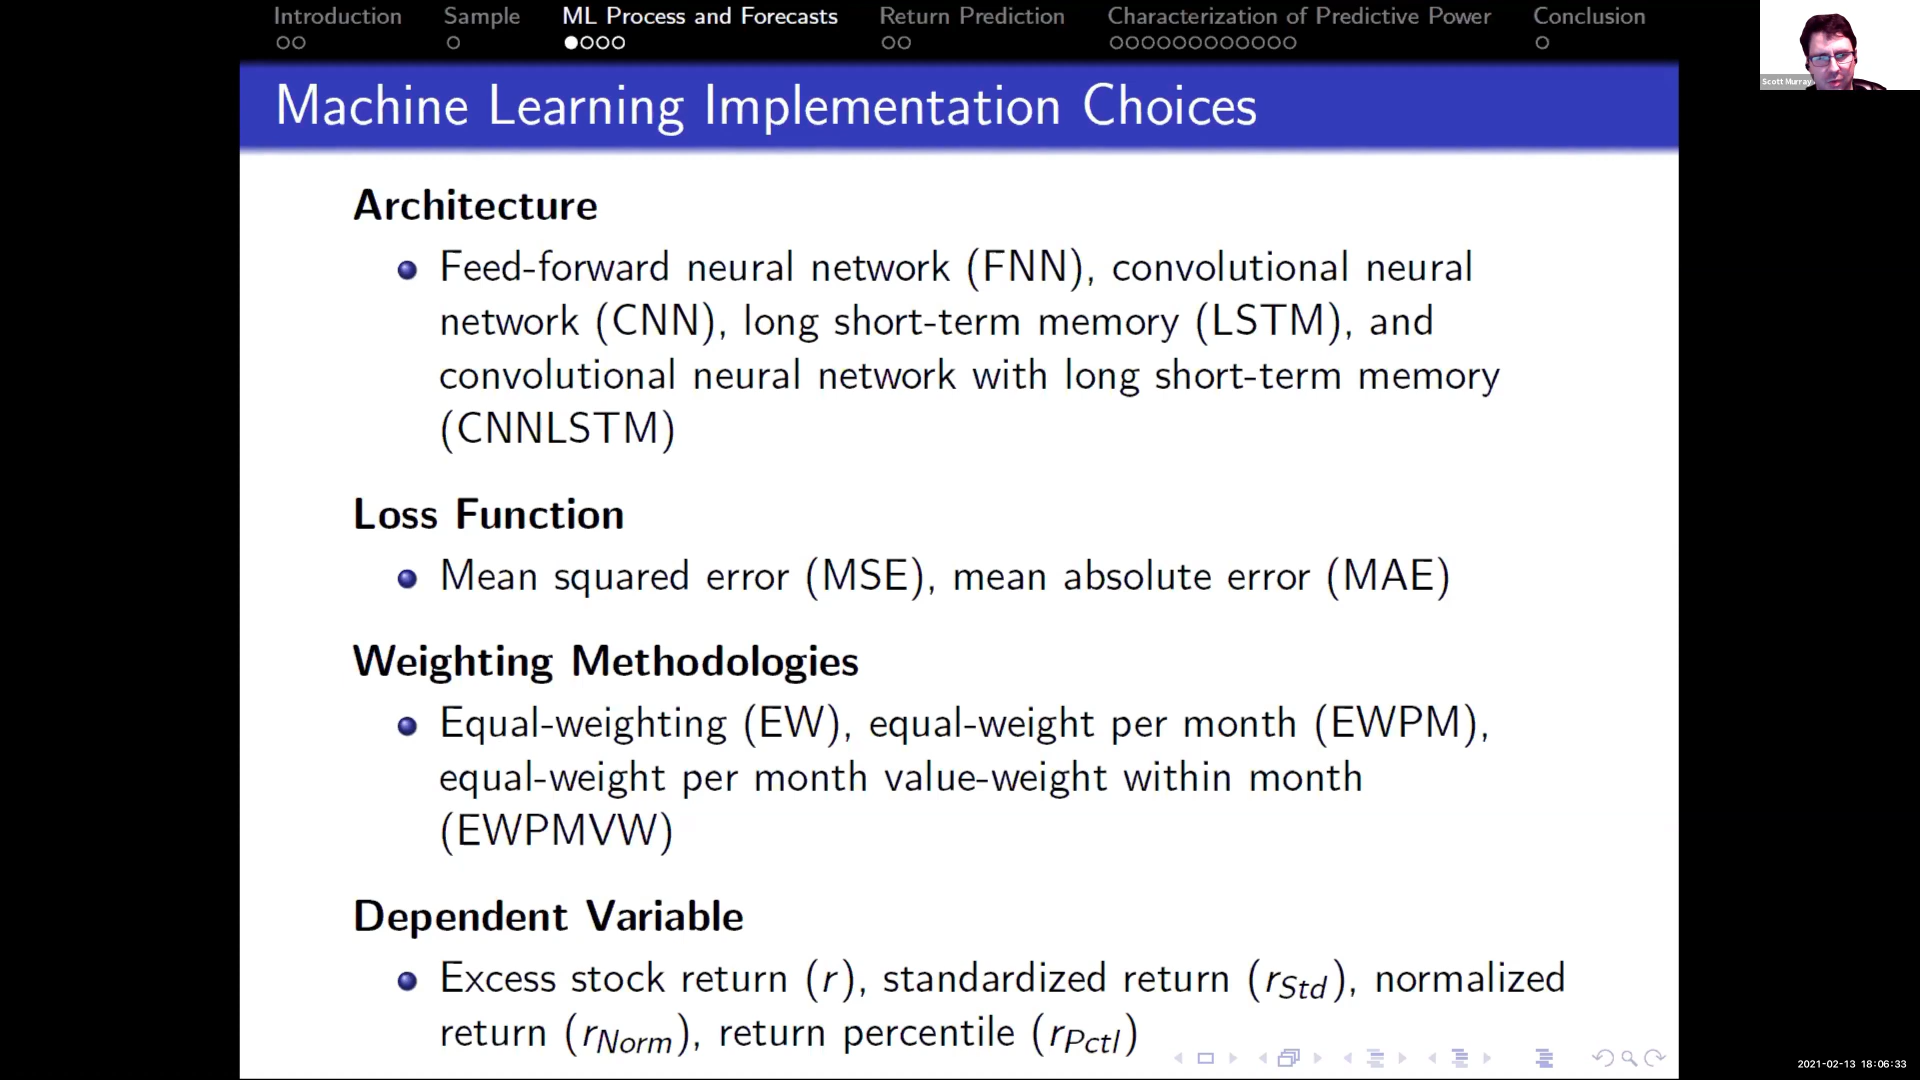 Introduction Sample ML Process and Forecasts Return Prediction Characterization of Predictive Power Conclusion
Scott Murray
Machine Learning Implementation Choices
Architecture
Feed-forward neural network (FNN), convolutional neural
network (CNN), long short-term memory (LSTM), and
convolutional neural network with long short-term memory
(CNNLSTM)
Loss Function
Mean squared error (MSE), mean absolute error (MAE)
Weighting Methodologies
Equal-weighting (EW), equal-weight per month (EWPM),
equal-weight per month value-weight within month
(EWPMVW)
Dependent Variable
Excess stock return (r), standardized return (rStd), normalized
return (rNorm), return percentile (rPctl)
2021-02-13 18:06:33